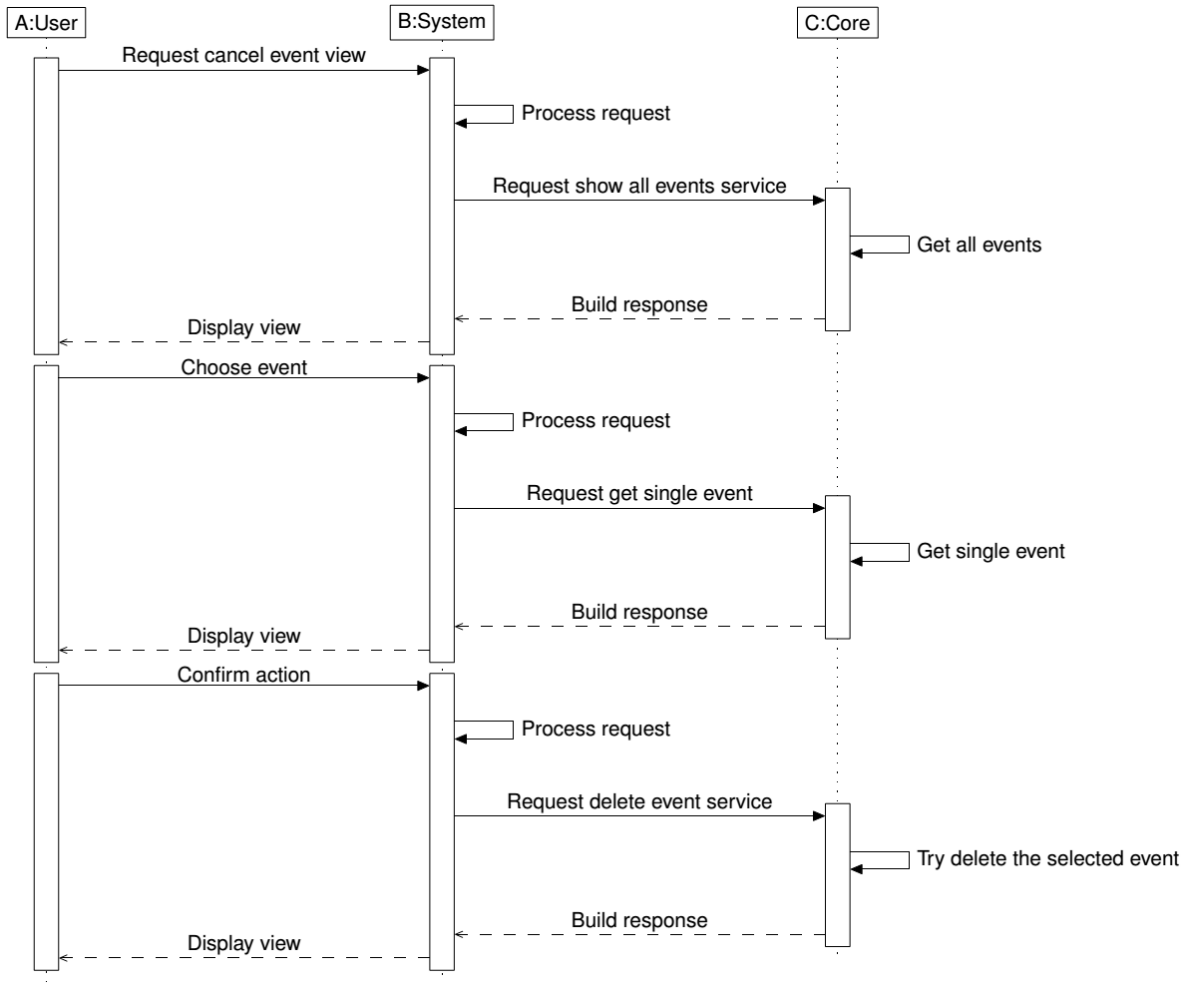 A:User
B:System
C:Core
Request cancel event view
Process request
Request show all events service
Get all events
Build response
Display view
Choose event
Process request
Request get single event
Get single event
Build response
Display view
Confirm action
Process request
Request delete event service
Try delete the selected event
Build response
Display view